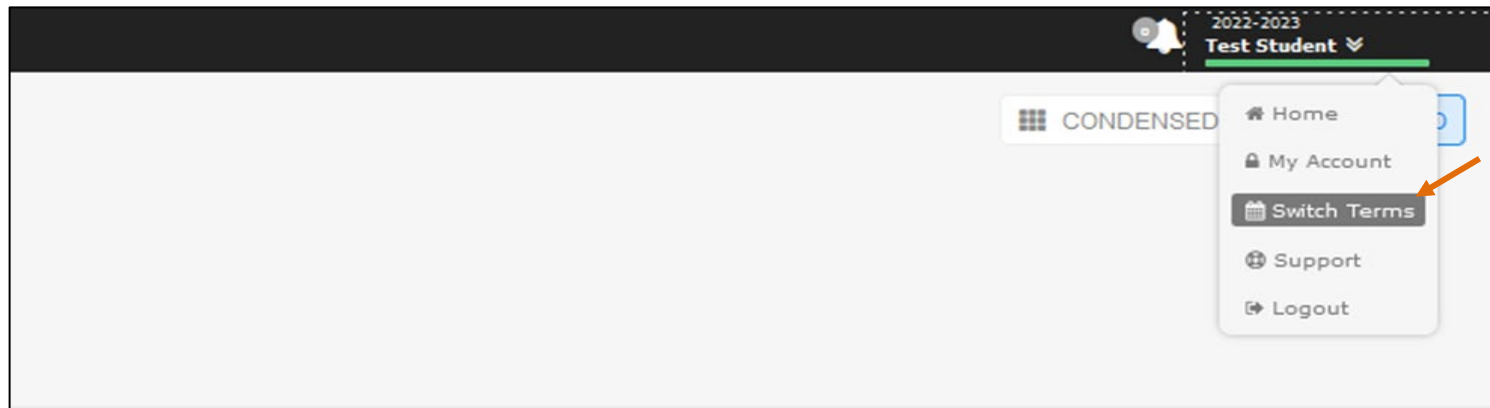 2022-2023
Test Student
CONDENSED
Home
My Account
Switch Terms
Support
Logout